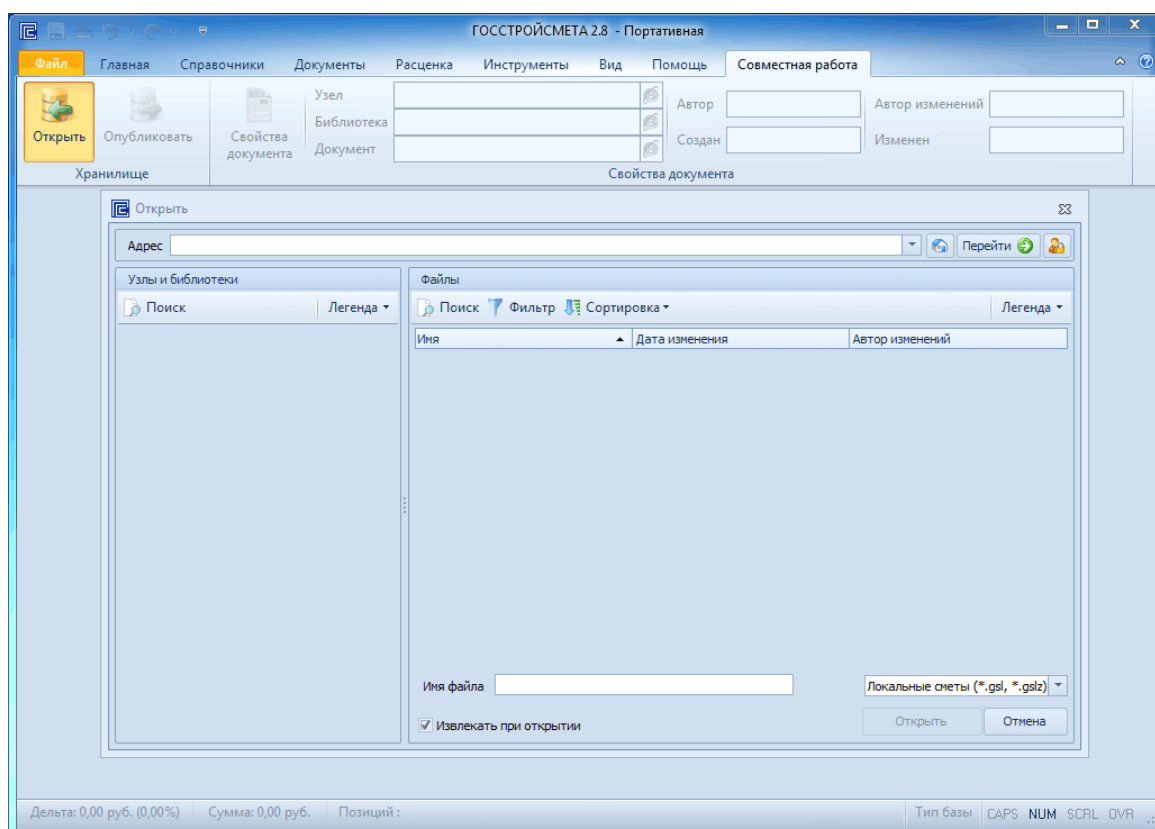 ГОССТРОЙСМЕТА 2.8 - Портативная
Файл Главная Справочники Документы Расценка Инструменты Вид Помощь Совместная работа
Открыть Опубликовать Свойства документа
Узел
Библиотека
Документ
Автор
Создан
Автор изменений
Изменен
Хранилище Свойства документа
Открыть
Адрес Перейти
Узлы и библиотеки Файлы
Поиск Легенда Поиск Фильтр Сортировка Легенда
Имя Дата изменения Автор изменений
Имя файла Локальные сметы (*.gsl, *.gslz)
Извлекать при открытии Открыть Отмена
Дельта: 0,00 руб. (0,00%) Сумма: 0,00 руб. Позиций : Тип базы CAPS NUM SCRL OVR